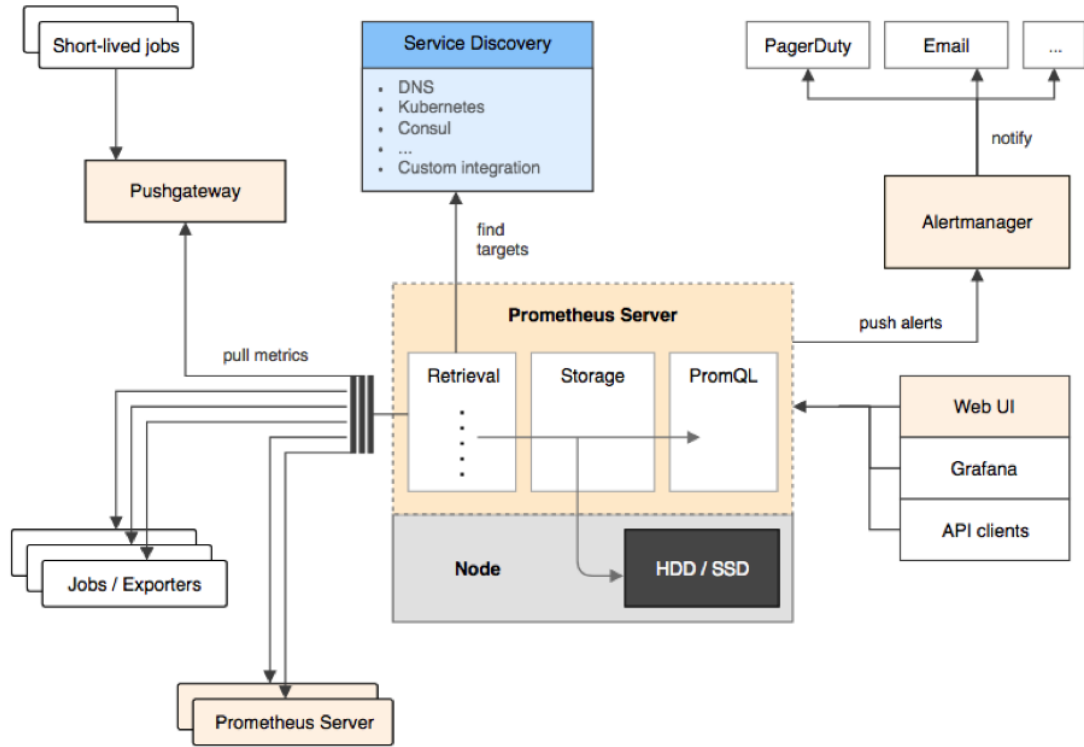 Short-lived jobs
Service Discovery
• DNS
• Kubernetes
• Consul
• ...
• Custom integration
PagerDuty
Email
...
notify
Pushgateway
Alertmanager
find
targets
Prometheus Server
push alerts
pull metrics
Retrieval
Storage
PromQL
Web UI
Grafana
API clients
Jobs / Exporters
Node
HDD / SSD
Prometheus Server